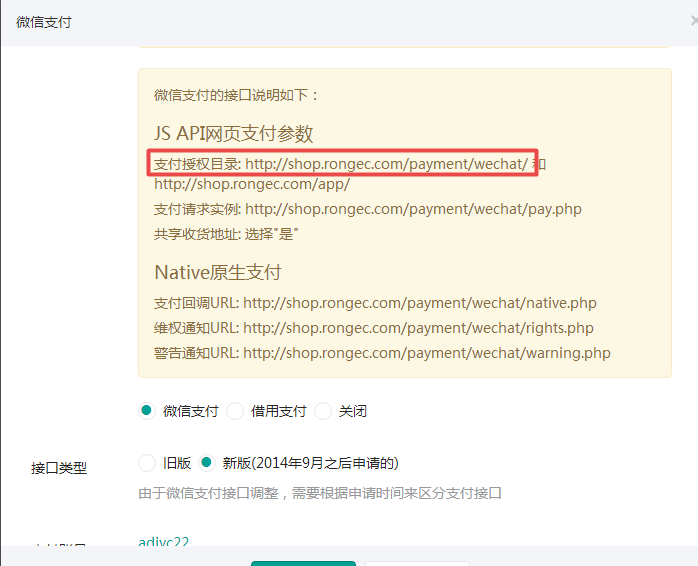 微信支付
微信支付的接口说明如下：
JS API网页支付参数
支付授权目录: http://shop.rongec.com/payment/wechat/ 和
http://shop.rongec.com/app/
支付请求实例: http://shop.rongec.com/payment/wechat/pay.php
共享收货地址: 选择"是"
Native原生支付
支付回调URL: http://shop.rongec.com/payment/wechat/native.php
维权通知URL: http://shop.rongec.com/payment/wechat/rights.php
警告通知URL: http://shop.rongec.com/payment/wechat/warning.php
微信支付 借用支付 关闭
接口类型 旧版 新版(2014年9月之后申请的)
由于微信支付接口调整，需要根据申请时间来区分支付接口